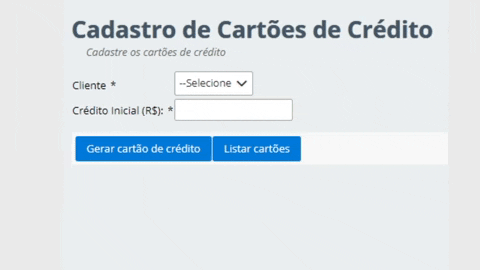 Cadastro de Cartões de Crédito
Cadastre os cartões de crédito
Cliente * --Selecione
Crédito Inicial (R$): *
Gerar cartão de crédito Listar cartões